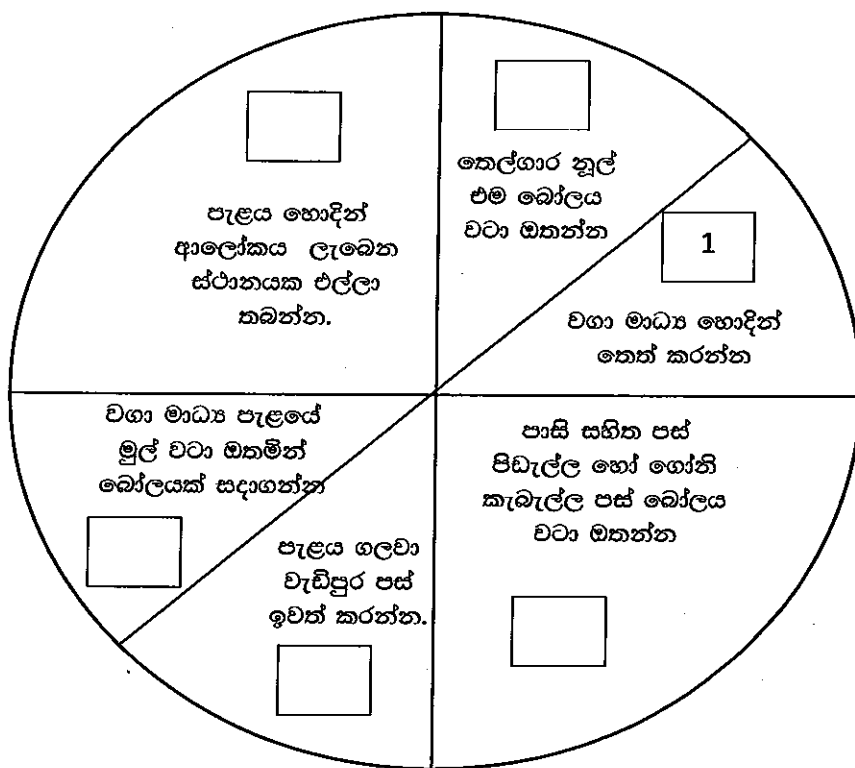 තෙල්ගාර නූල්
එම බෝලය
වටා ඔතන්න
1
වගා මාධ්‍ය හොදින්
තෙත් කරන්න
පාසි සහිත පස්
පිඩැල්ල හෝ ගෝනි
කැබැල්ල පස් බෝලය
වටා ඔතන්න
පැළය ගලවා
වැඩිපුර පස්
ඉවත් කරන්න.
වගා මාධ්‍ය පැළයේ
මුල් වටා ඔතමින්
බෝලයක් සදාගන්න
පැළය හොදින්
ආලෝකය ලැබෙන
ස්ථානයක එල්ලා
තබන්න.